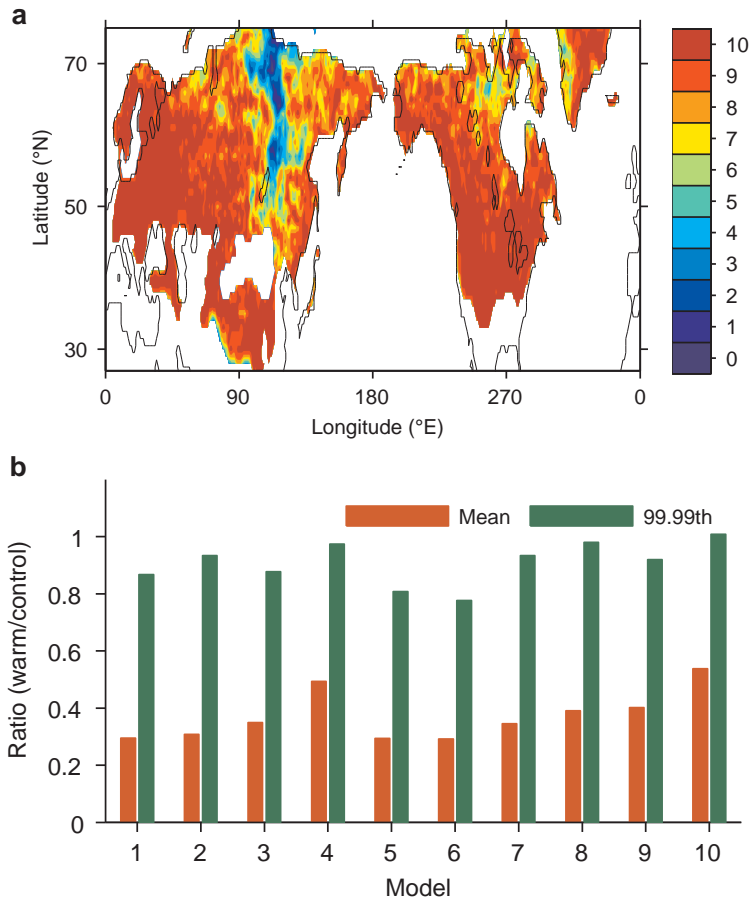 a
70
50
30
Latitude (°N)
0 90 180 270 0
Longitude (°E)
10
9
8
7
6
5
4
3
2
1
0
b
Mean 99.99th
1
0.8
0.6
0.4
0.2
0
Ratio (warm/control)
1 2 3 4 5 6 7 8 9 10
Model